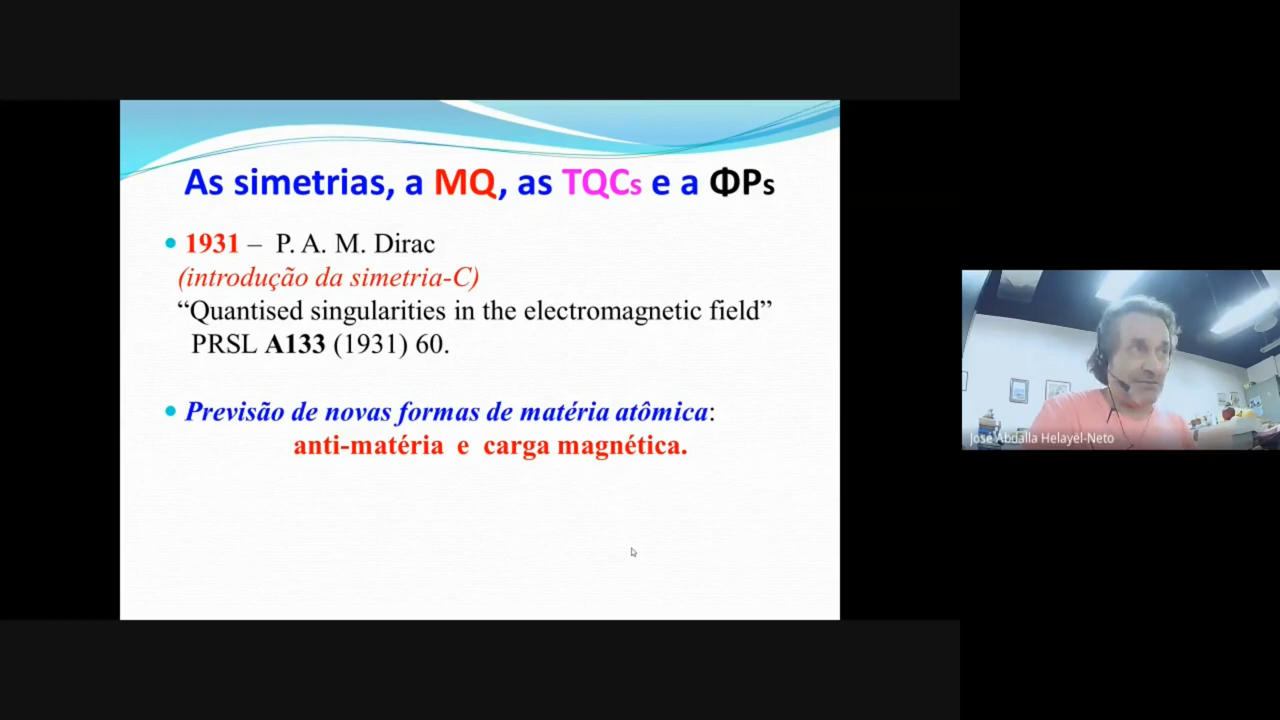 As simetrias, a MQ, as TQCs e a ΦPs
1931 – P. A. M. Dirac
(introdução da simetria-C)
“Quantised singularities in the electromagnetic field”
PRSL A133 (1931) 60.
Previsão de novas formas de matéria atômica:
anti-matéria e carga magnética.
José Abdalla Helayël-Neto